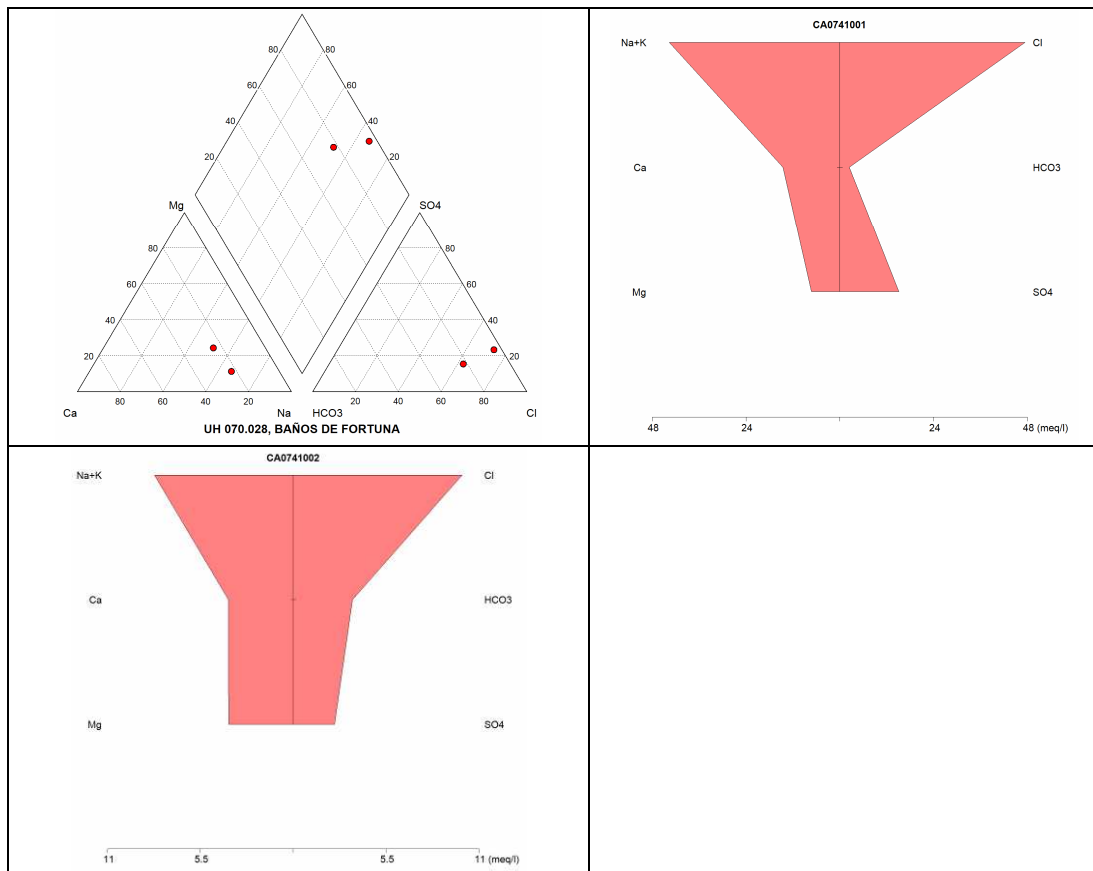 80 80
60 60
40 40
20 20
Mg SO4
80 80
60 60
40 40
20 20
80 60 40 20 20 40 60 80
Ca Na HCO3 Cl
UH 070.028, BAÑOS DE FORTUNA
CA0741001
Na+K Cl
Ca HCO3
Mg SO4
48 24 24 48 (meq/l)
CA0741002
Na+K Cl
Ca HCO3
Mg SO4
11 5.5 5.5 11 (meq/l)